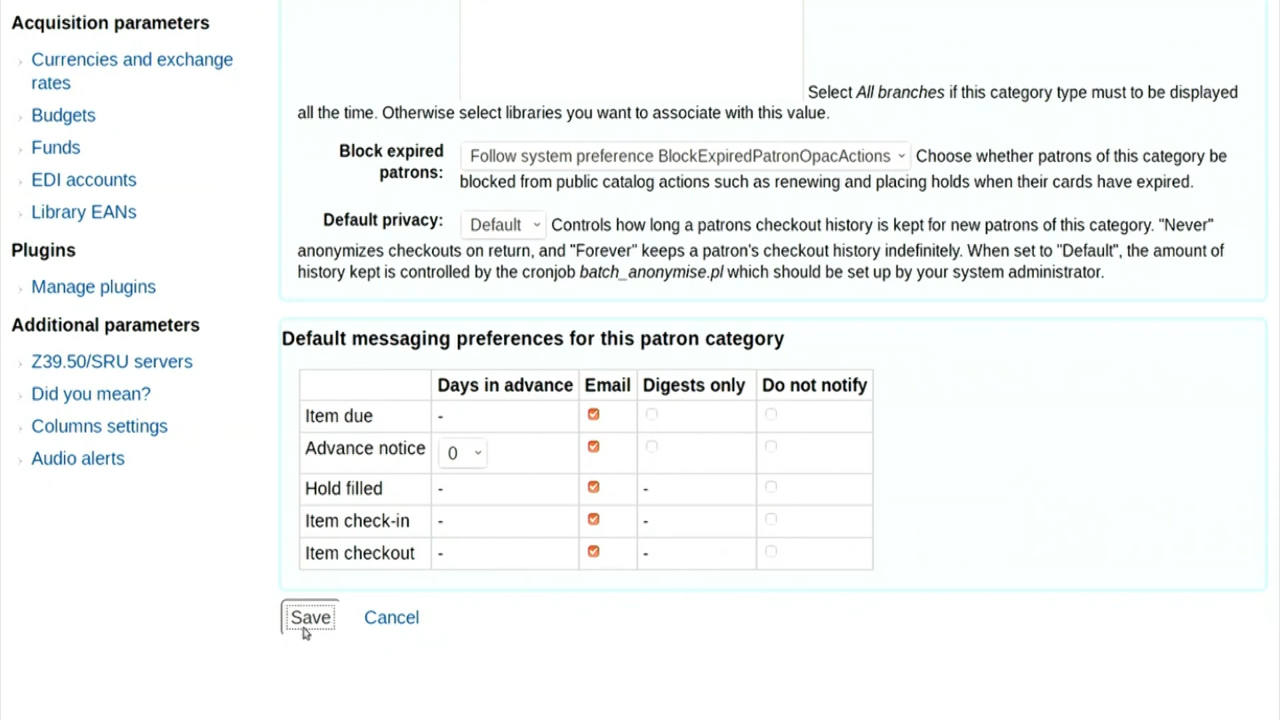 Acquisition parameters
Currencies and exchange
rates
Budgets
Funds
EDI accounts
Library EANs
Plugins
Manage plugins
Additional parameters
Z39.50/SRU servers
Did you mean?
Columns settings
Audio alerts
Select All branches if this category type must to be displayed
all the time. Otherwise select libraries you want to associate with this value.
Block expired
patrons:
Follow system preference BlockExpiredPatronOpacActions Choose whether patrons of this category be
blocked from public catalog actions such as renewing and placing holds when their cards have expired.
Default privacy: Default Controls how long a patrons checkout history is kept for new patrons of this category. "Never"
anonymizes checkouts on return, and "Forever" keeps a patron's checkout history indefinitely. When set to "Default", the amount of
history kept is controlled by the cronjob batch_anonymise.pl which should be set up by your system administrator.
Default messaging preferences for this patron category
Days in advance Email Digests only Do not notify
Item due -
Advance notice 0
Hold filled - -
Item check-in - -
Item checkout - -
Save Cancel